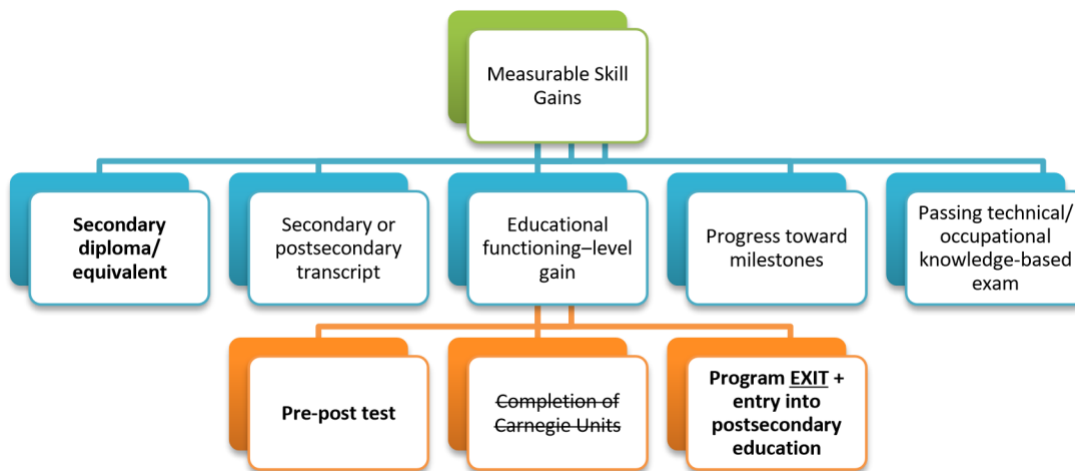 Measurable Skill
Gains
Secondary
diploma/
equivalent
Secondary or
postsecondary
transcript
Educational
functioning–level
gain
Progress toward
milestones
Passing technical/
occupational
knowledge-based
exam
Pre-post test
Completion of
Carnegie Units
Program EXIT +
entry into
postsecondary
education